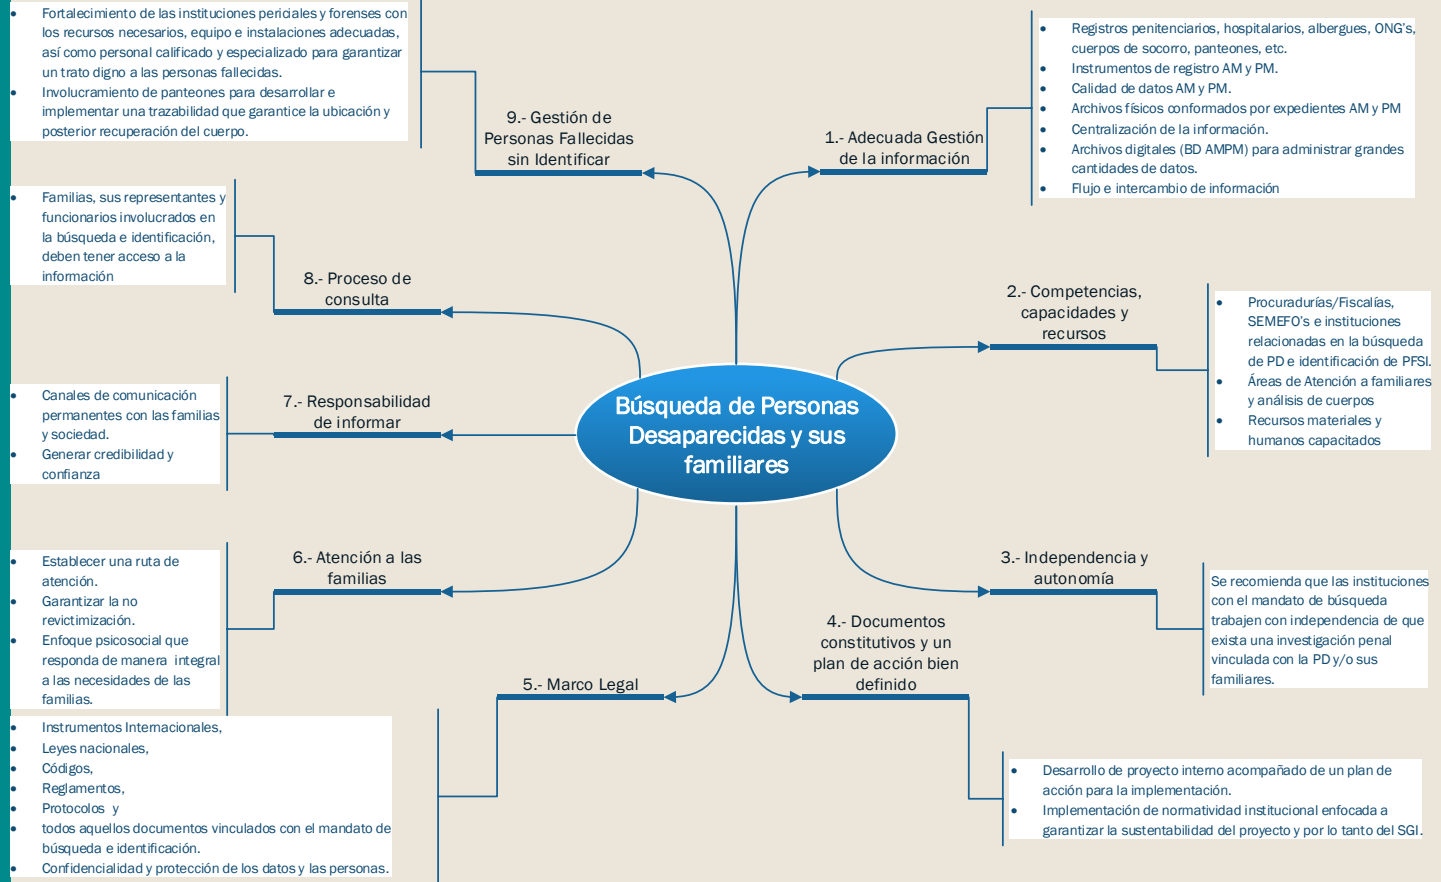 Búsqueda de Personas
Desaparecidas y sus
familiares
1.- Adecuada Gestión
de la información
• Registros penitenciarios, hospitalarios, albergues, ONG’s,
cuerpos de socorro, panteones, etc.
• Instrumentos de registro AM y PM.
• Calidad de datos AM y PM.
• Archivos físicos conformados por expedientes AM y PM
• Centralización de la información.
• Archivos digitales (BD AMPM) para administrar grandes
cantidades de datos.
• Flujo e intercambio de información
2.- Competencias,
capacidades y
recursos
• Procuradurías/Fiscalías,
SEMEFO’s e instituciones
relacionadas en la búsqueda
de PD e identificación de PFSI.
• Áreas de Atención a familiares
y análisis de cuerpos
• Recursos materiales y
humanos capacitados
3.- Independencia y
autonomía
Se recomienda que las instituciones
con el mandato de búsqueda
trabajen con independencia de que
exista una investigación penal
vinculada con la PD y/o sus
familiares.
4.- Documentos
constitutivos y un
plan de acción bien
definido
• Desarrollo de proyecto interno acompañado de un plan de
acción para la implementación.
• Implementación de normatividad institucional enfocada a
garantizar la sustentabilidad del proyecto y por lo tanto del SGI.
5.- Marco Legal
• Instrumentos Internacionales,
• Leyes nacionales,
• Códigos,
• Reglamentos,
• Protocolos y
• todos aquellos documentos vinculados con el mandato de
búsqueda e identificación.
• Confidencialidad y protección de los datos y las personas.
6.- Atención a las
familias
• Establecer una ruta de
atención.
• Garantizar la no
revictimización.
• Enfoque psicosocial que
responda de manera integral
a las necesidades de las
familias.
7.- Responsabilidad
de informar
• Canales de comunicación
permanentes con las familias
y sociedad.
• Generar credibilidad y
confianza
8.- Proceso de
consulta
• Familias, sus representantes y
funcionarios involucrados en
la búsqueda e identificación,
deben tener acceso a la
información
9.- Gestión de
Personas Fallecidas
sin Identificar
• Fortalecimiento de las instituciones periciales y forenses con
los recursos necesarios, equipo e instalaciones adecuadas,
así como personal calificado y especializado para garantizar
un trato digno a las personas fallecidas.
• Involucramiento de panteones para desarrollar e
implementar una trazabilidad que garantice la ubicación y
posterior recuperación del cuerpo.